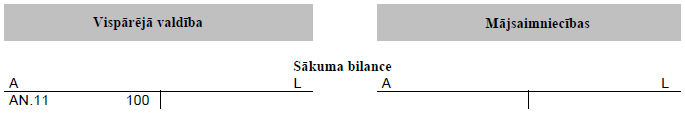 Vispārējā valdība Mājsaimniecības
Sākuma bilance
A L A L
AN.11 100